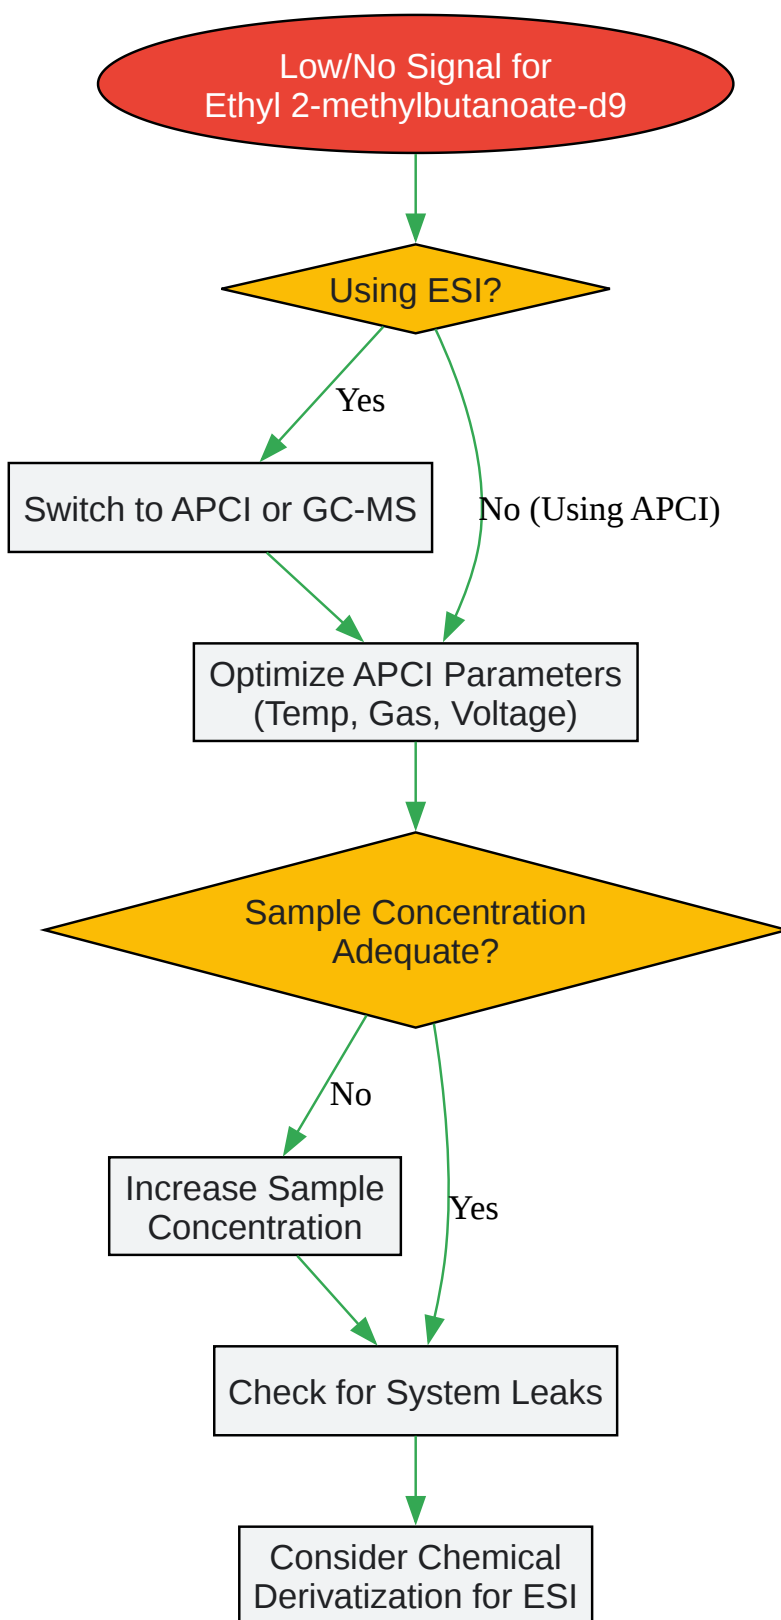 Low/No Signal for
Ethyl 2-methylbutanoate-d9
Using ESI?
Yes
Switch to APCI or GC-MS
No (Using APCI)
Optimize APCI Parameters
(Temp, Gas, Voltage)
Sample Concentration
Adequate?
No
Increase Sample
Concentration
Yes
Check for System Leaks
Consider Chemical
Derivatization for ESI